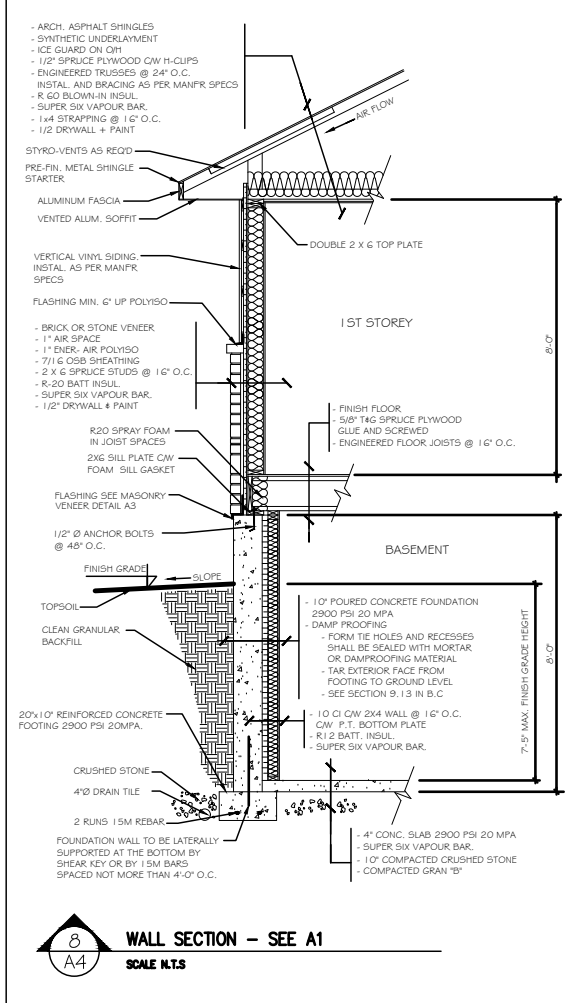 - ARCH. ASPHALT SHINGLES
- SYNTHETIC UNDERLAYMENT
- ICE GUARD ON O/H
- 1/2" SPRUCE PLYWOOD C/W H-CLIPS
- ENGINEERED TRUSSES @ 24" O.C.
INSTAL. AND BRACING AS PER MANFR SPECS
- R 60 BLOWN-IN INSUL.
- SUPER SIX VAPOUR BAR.
- 1x4 STRAPPING @ 16" O.C.
- 1/2 DRYWALL + PAINT
AIR FLOW
STYRO-VENTS AS REQ'D
PRE-FIN. METAL SHINGLE
STARTER
ALUMINUM FASCIA
VENTED ALUM. SOFFIT
DOUBLE 2 X 6 TOP PLATE
VERTICAL VINYL SIDING.
INSTAL. AS PER MANFR
SPECS
FLASHING MIN. 6" UP POLYISO
1ST STOREY
8'-0"
- BRICK OR STONE VENEER
- 1" AIR SPACE
- 1" ENER- AIR POLYISO
- 7/16 OSB SHEATHING
- 2 X 6 SPRUCE STUDS @ 16" O.C.
- R-20 BATT INSUL.
- SUPER SIX VAPOUR BAR.
- 1/2" DRYWALL & PAINT
- FINISH FLOOR
- 5/8" T&G SPRUCE PLYWOOD
GLUE AND SCREWED
- ENGINEERED FLOOR JOISTS @ 16" O.C.
R20 SPRAY FOAM
IN JOIST SPACES
2X6 SILL PLATE C/W
FOAM SILL GASKET
FLASHING SEE MASONRY
VENEER DETAIL A3
1/2" Ø ANCHOR BOLTS
@ 48" O.C.
BASEMENT
FINISH GRADE
SLOPE
TOPSOIL
CLEAN GRANULAR
BACKFILL
- 10" POURED CONCRETE FOUNDATION
2900 PSI 20 MPA
- DAMP PROOFING
- FORM TIE HOLES AND RECESSES
SHALL BE SEALED WITH MORTAR
OR DAMPROOFING MATERIAL
- TAR EXTERIOR FACE FROM
FOOTING TO GROUND LEVEL
- SEE SECTION 9.13 IN B.C
7'-5" MAX. FINISH GRADE HEIGHT
8'-0"
20"x10" REINFORCED CONCRETE
FOOTING 2900 PSI 20MPA.
- 10 CI C/W 2X4 WALL @ 16" O.C.
C/W P.T. BOTTOM PLATE
- R12 BATT. INSUL.
- SUPER SIX VAPOUR BAR.
CRUSHED STONE
4"Ø DRAIN TILE
2 RUNS 15M REBAR
FOUNDATION WALL TO BE LATERALLY
SUPPORTED AT THE BOTTOM BY
SHEAR KEY OR BY 15M BARS
SPACED NOT MORE THAN 4'-0" O.C.
- 4" CONC. SLAB 2900 PSI 20 MPA
- SUPER SIX VAPOUR BAR.
- 10" COMPACTED CRUSHED STONE
- COMPACTED GRAN "B"
8
A4
WALL SECTION - SEE A1
SCALE N.T.S